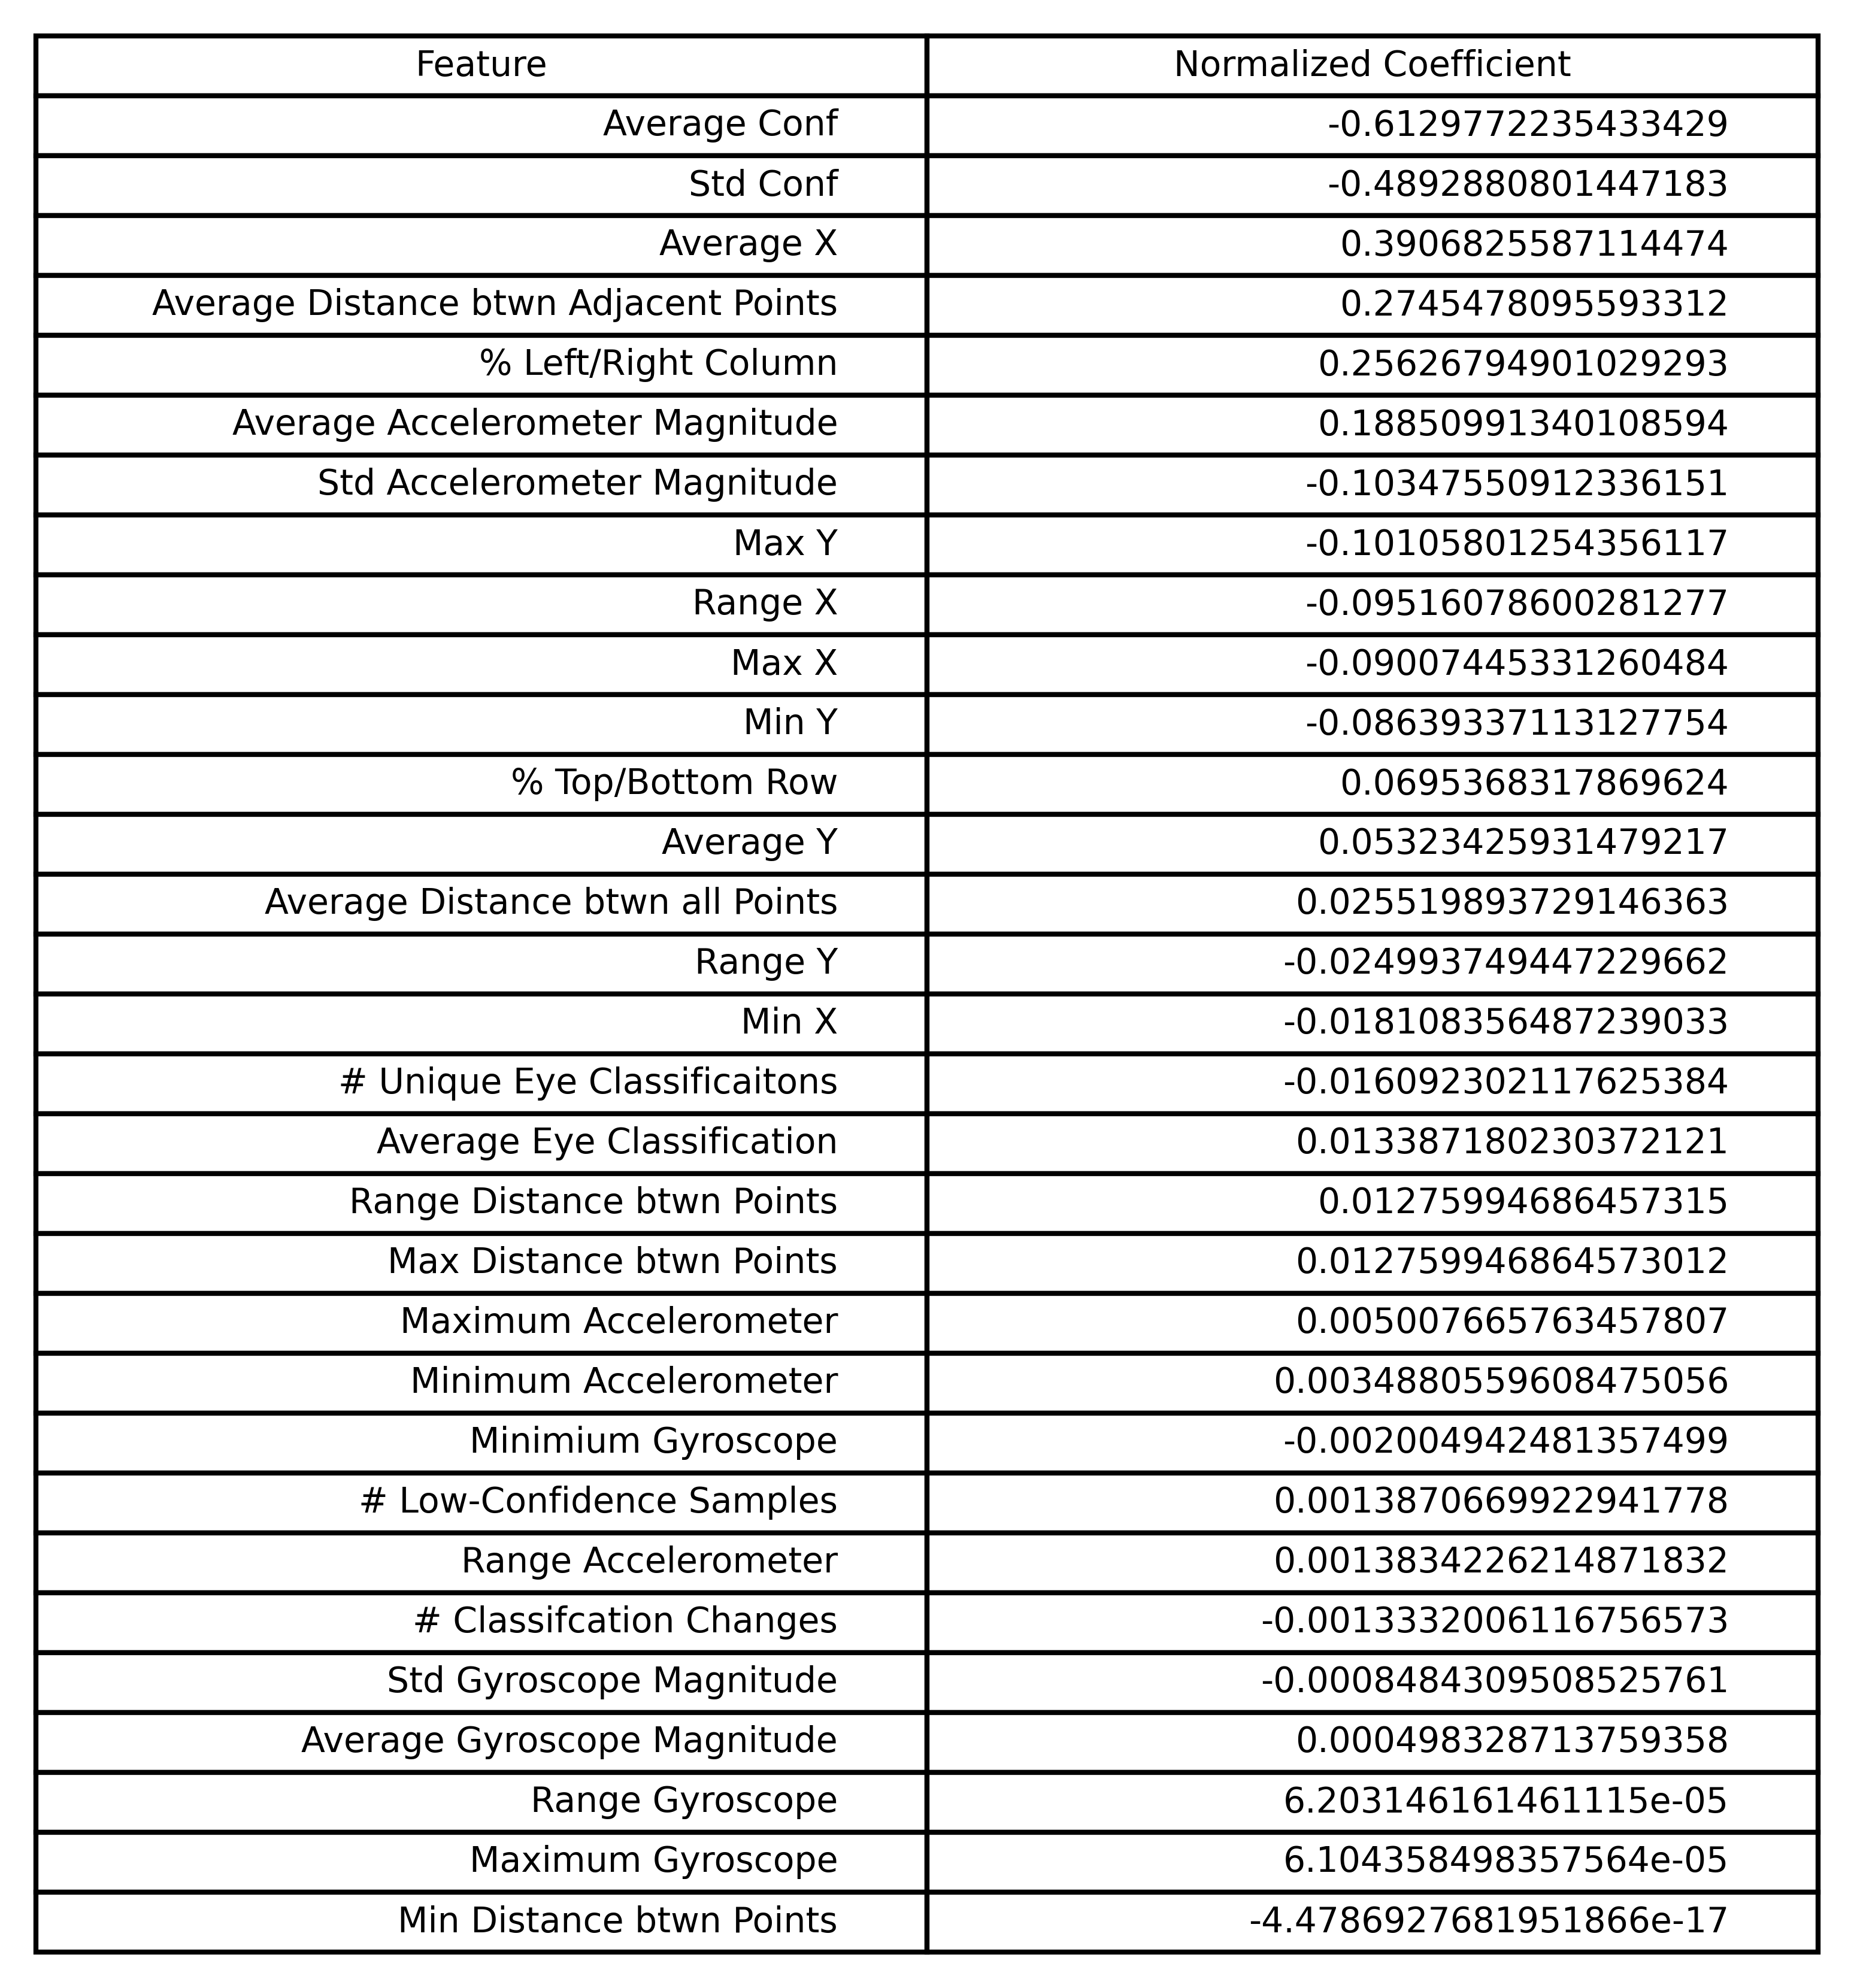 Feature Normalized Coefficient
Average Conf -0.6129772235433429
Std Conf -0.4892880801447183
Average X 0.3906825587114474
Average Distance btwn Adjacent Points 0.2745478095593312
% Left/Right Column 0.25626794901029293
Average Accelerometer Magnitude 0.18850991340108594
Std Accelerometer Magnitude -0.10347550912336151
Max Y -0.10105801254356117
Range X -0.09516078600281277
Max X -0.09007445331260484
Min Y -0.08639337113127754
% Top/Bottom Row 0.0695368317869624
Average Y 0.05323425931479217
Average Distance btwn all Points 0.025519893729146363
Range Y -0.024993749447229662
Min X -0.018108356487239033
# Unique Eye Classificaitons -0.016092302117625384
Average Eye Classification 0.013387180230372121
Range Distance btwn Points 0.01275994686457315
Max Distance btwn Points 0.012759946864573012
Maximum Accelerometer 0.005007665763457807
Minimum Accelerometer 0.0034880559608475056
Minimium Gyroscope -0.002004942481357499
# Low-Confidence Samples 0.0013870669922941778
Range Accelerometer 0.0013834226214871832
# Classifcation Changes -0.0013332006116756573
Std Gyroscope Magnitude -0.0008484309508525761
Average Gyroscope Magnitude 0.000498328713759358
Range Gyroscope 6.203146161461115e-05
Maximum Gyroscope 6.104358498357564e-05
Min Distance btwn Points -4.4786927681951866e-17